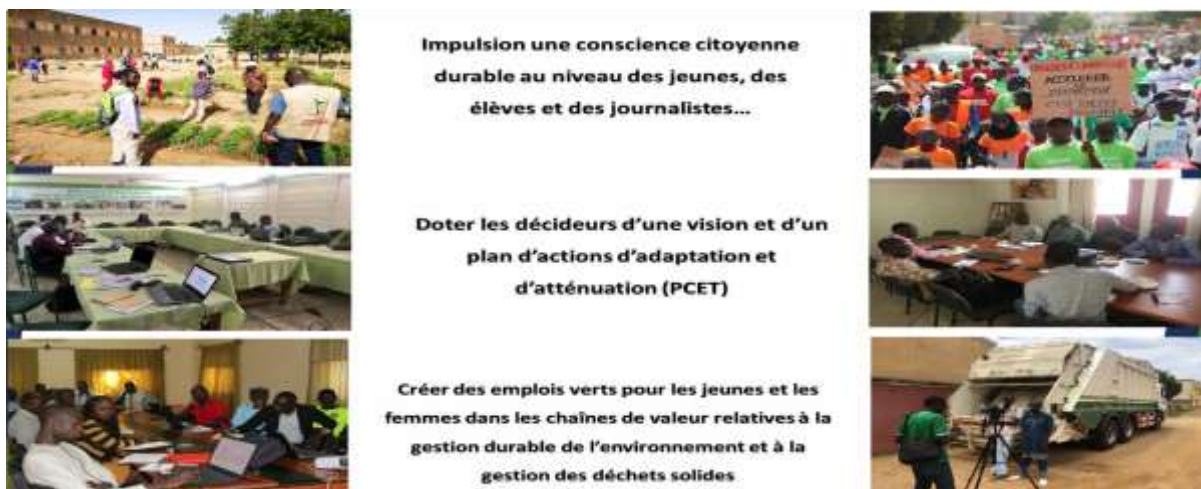 Impulsion une conscience citoyenne
durable au niveau des jeunes, des
élèves et des journalistes...
ACCELERER
Doter les décideurs d'une vision et d'un
plan d'actions d'adaptation et
d'atténuation (PCET)
Créer des emplois verts pour les jeunes et les
femmes dans les chaînes de valeur relatives à la
gestion durable de l'environnement et à la
gestion des déchets solides